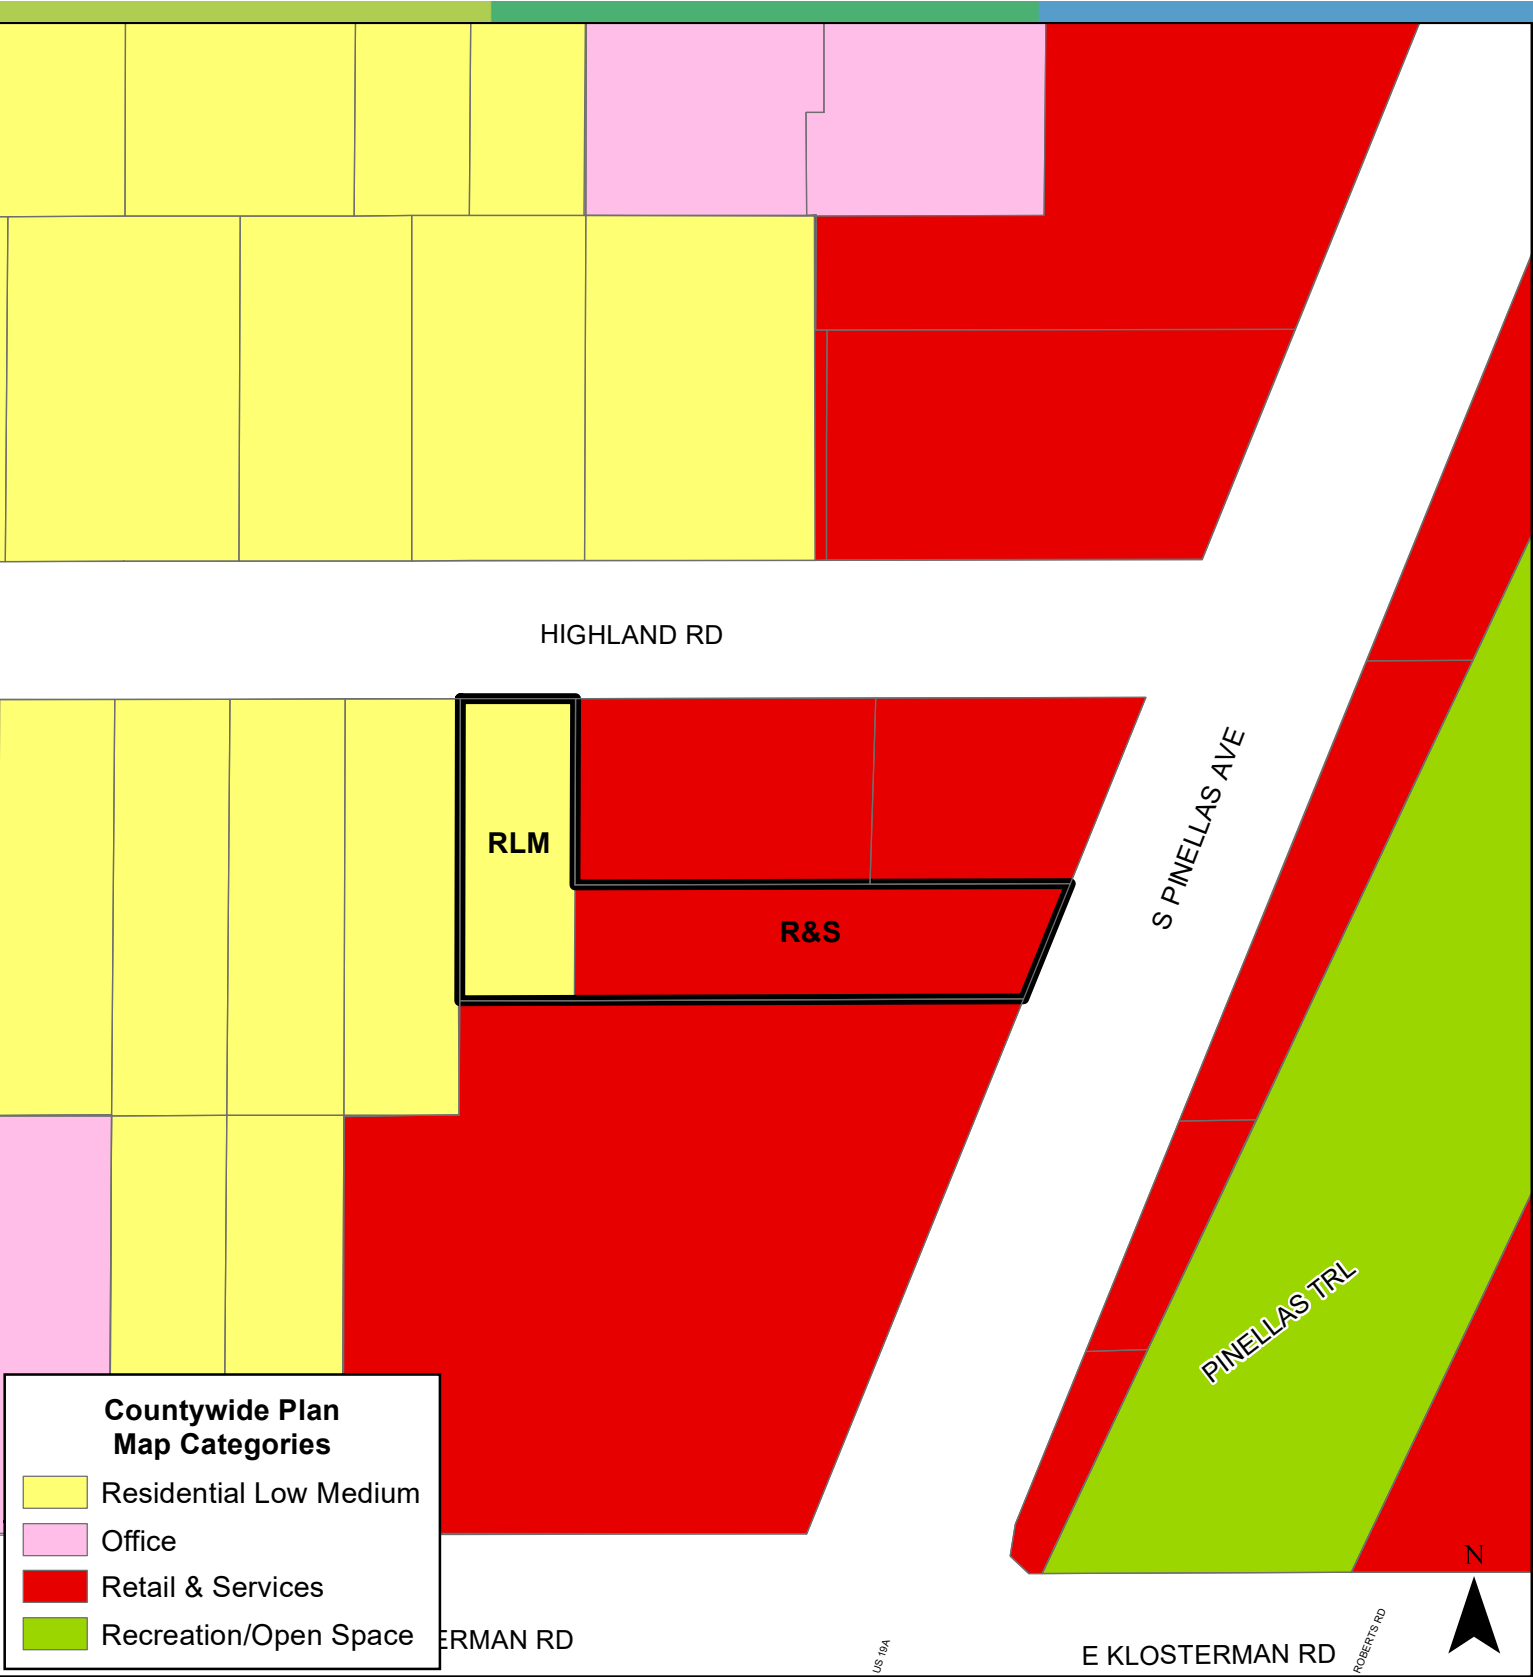 HIGHLAND RD
S PINELLAS AVE
RLM
R&S
PINELLAS TRL
Countywide Plan
Map Categories
Residential Low Medium
Office
Retail & Services
Recreation/Open Space
ERMAN RD
US 19A
E KLOSTERMAN RD
ROBERTS RD
N